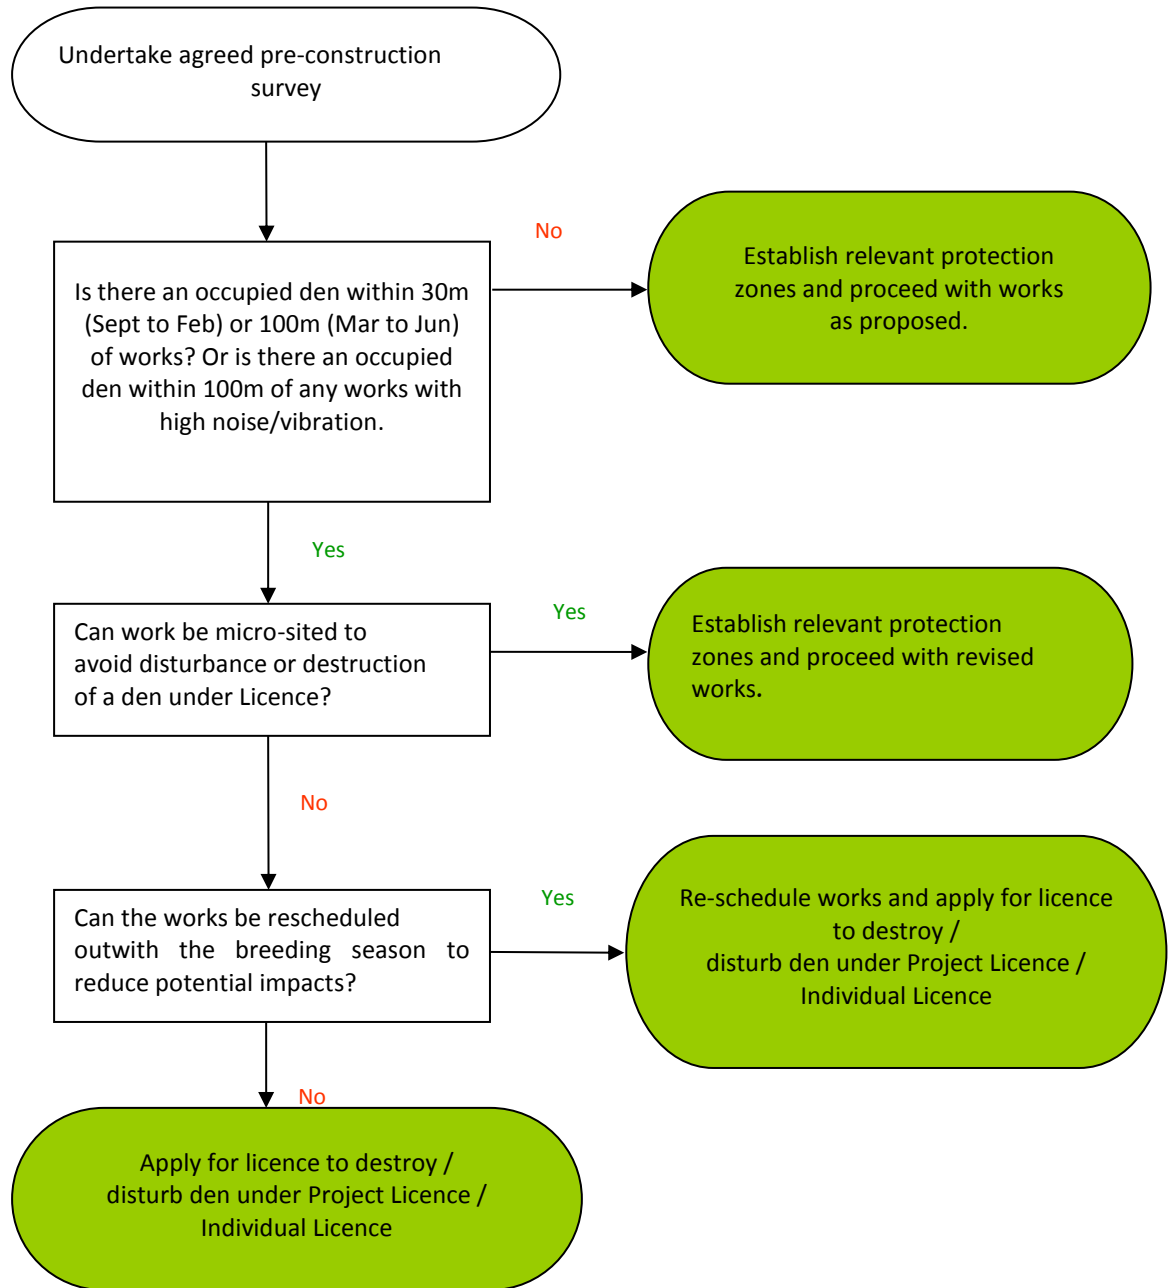 Undertake agreed pre-construction
survey
No
Establish relevant protection
zones and proceed with works
as proposed.
Is there an occupied den within 30m
(Sept to Feb) or 100m (Mar to Jun)
of works? Or is there an occupied
den within 100m of any works with
high noise/vibration.
Yes
Can work be micro-sited to
avoid disturbance or destruction
of a den under Licence?
Yes
Establish relevant protection
zones and proceed with revised
works.
No
Can the works be rescheduled
outwith the breeding season to
reduce potential impacts?
Yes
Re-schedule works and apply for licence
to destroy /
disturb den under Project Licence /
Individual Licence
No
Apply for licence to destroy /
disturb den under Project Licence /
Individual Licence